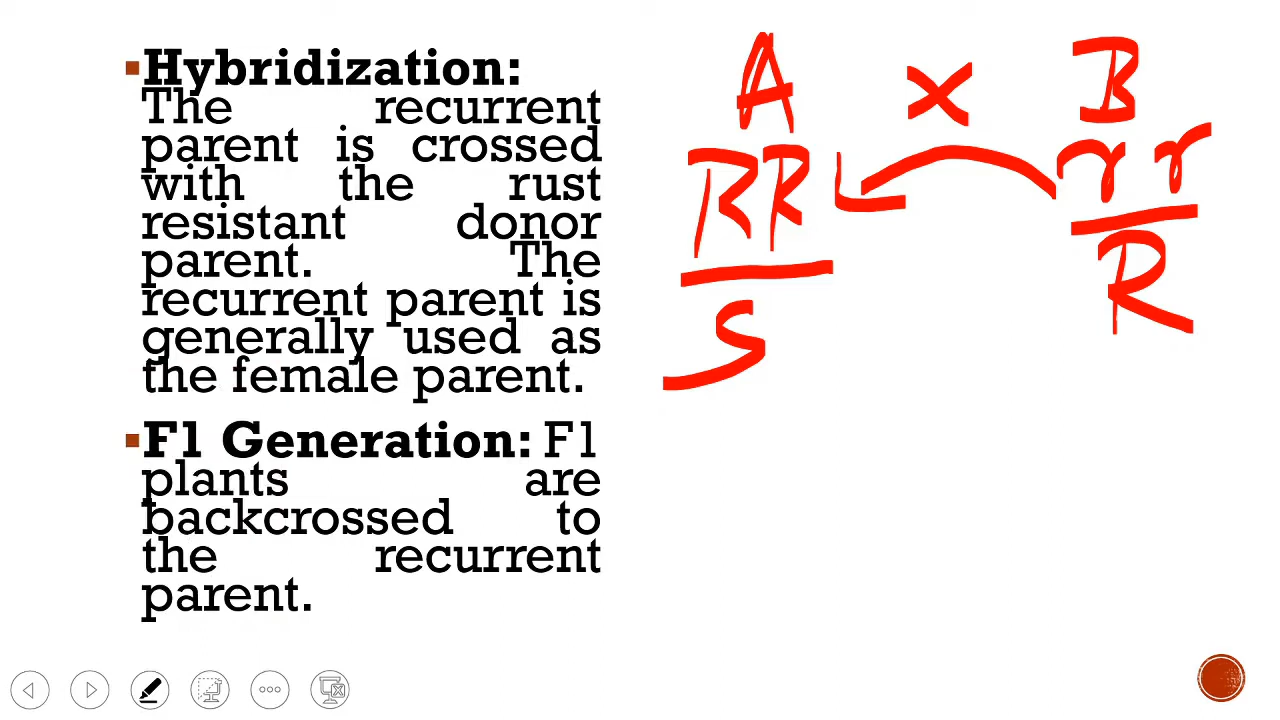 Hybridization:
The recurrent
parent is crossed
with the rust
resistant donor
parent. The
recurrent parent is
generally used as
the female parent.
F1 Generation: F1
plants are
backcrossed to
the recurrent
parent.
A × B
RR rr
S R